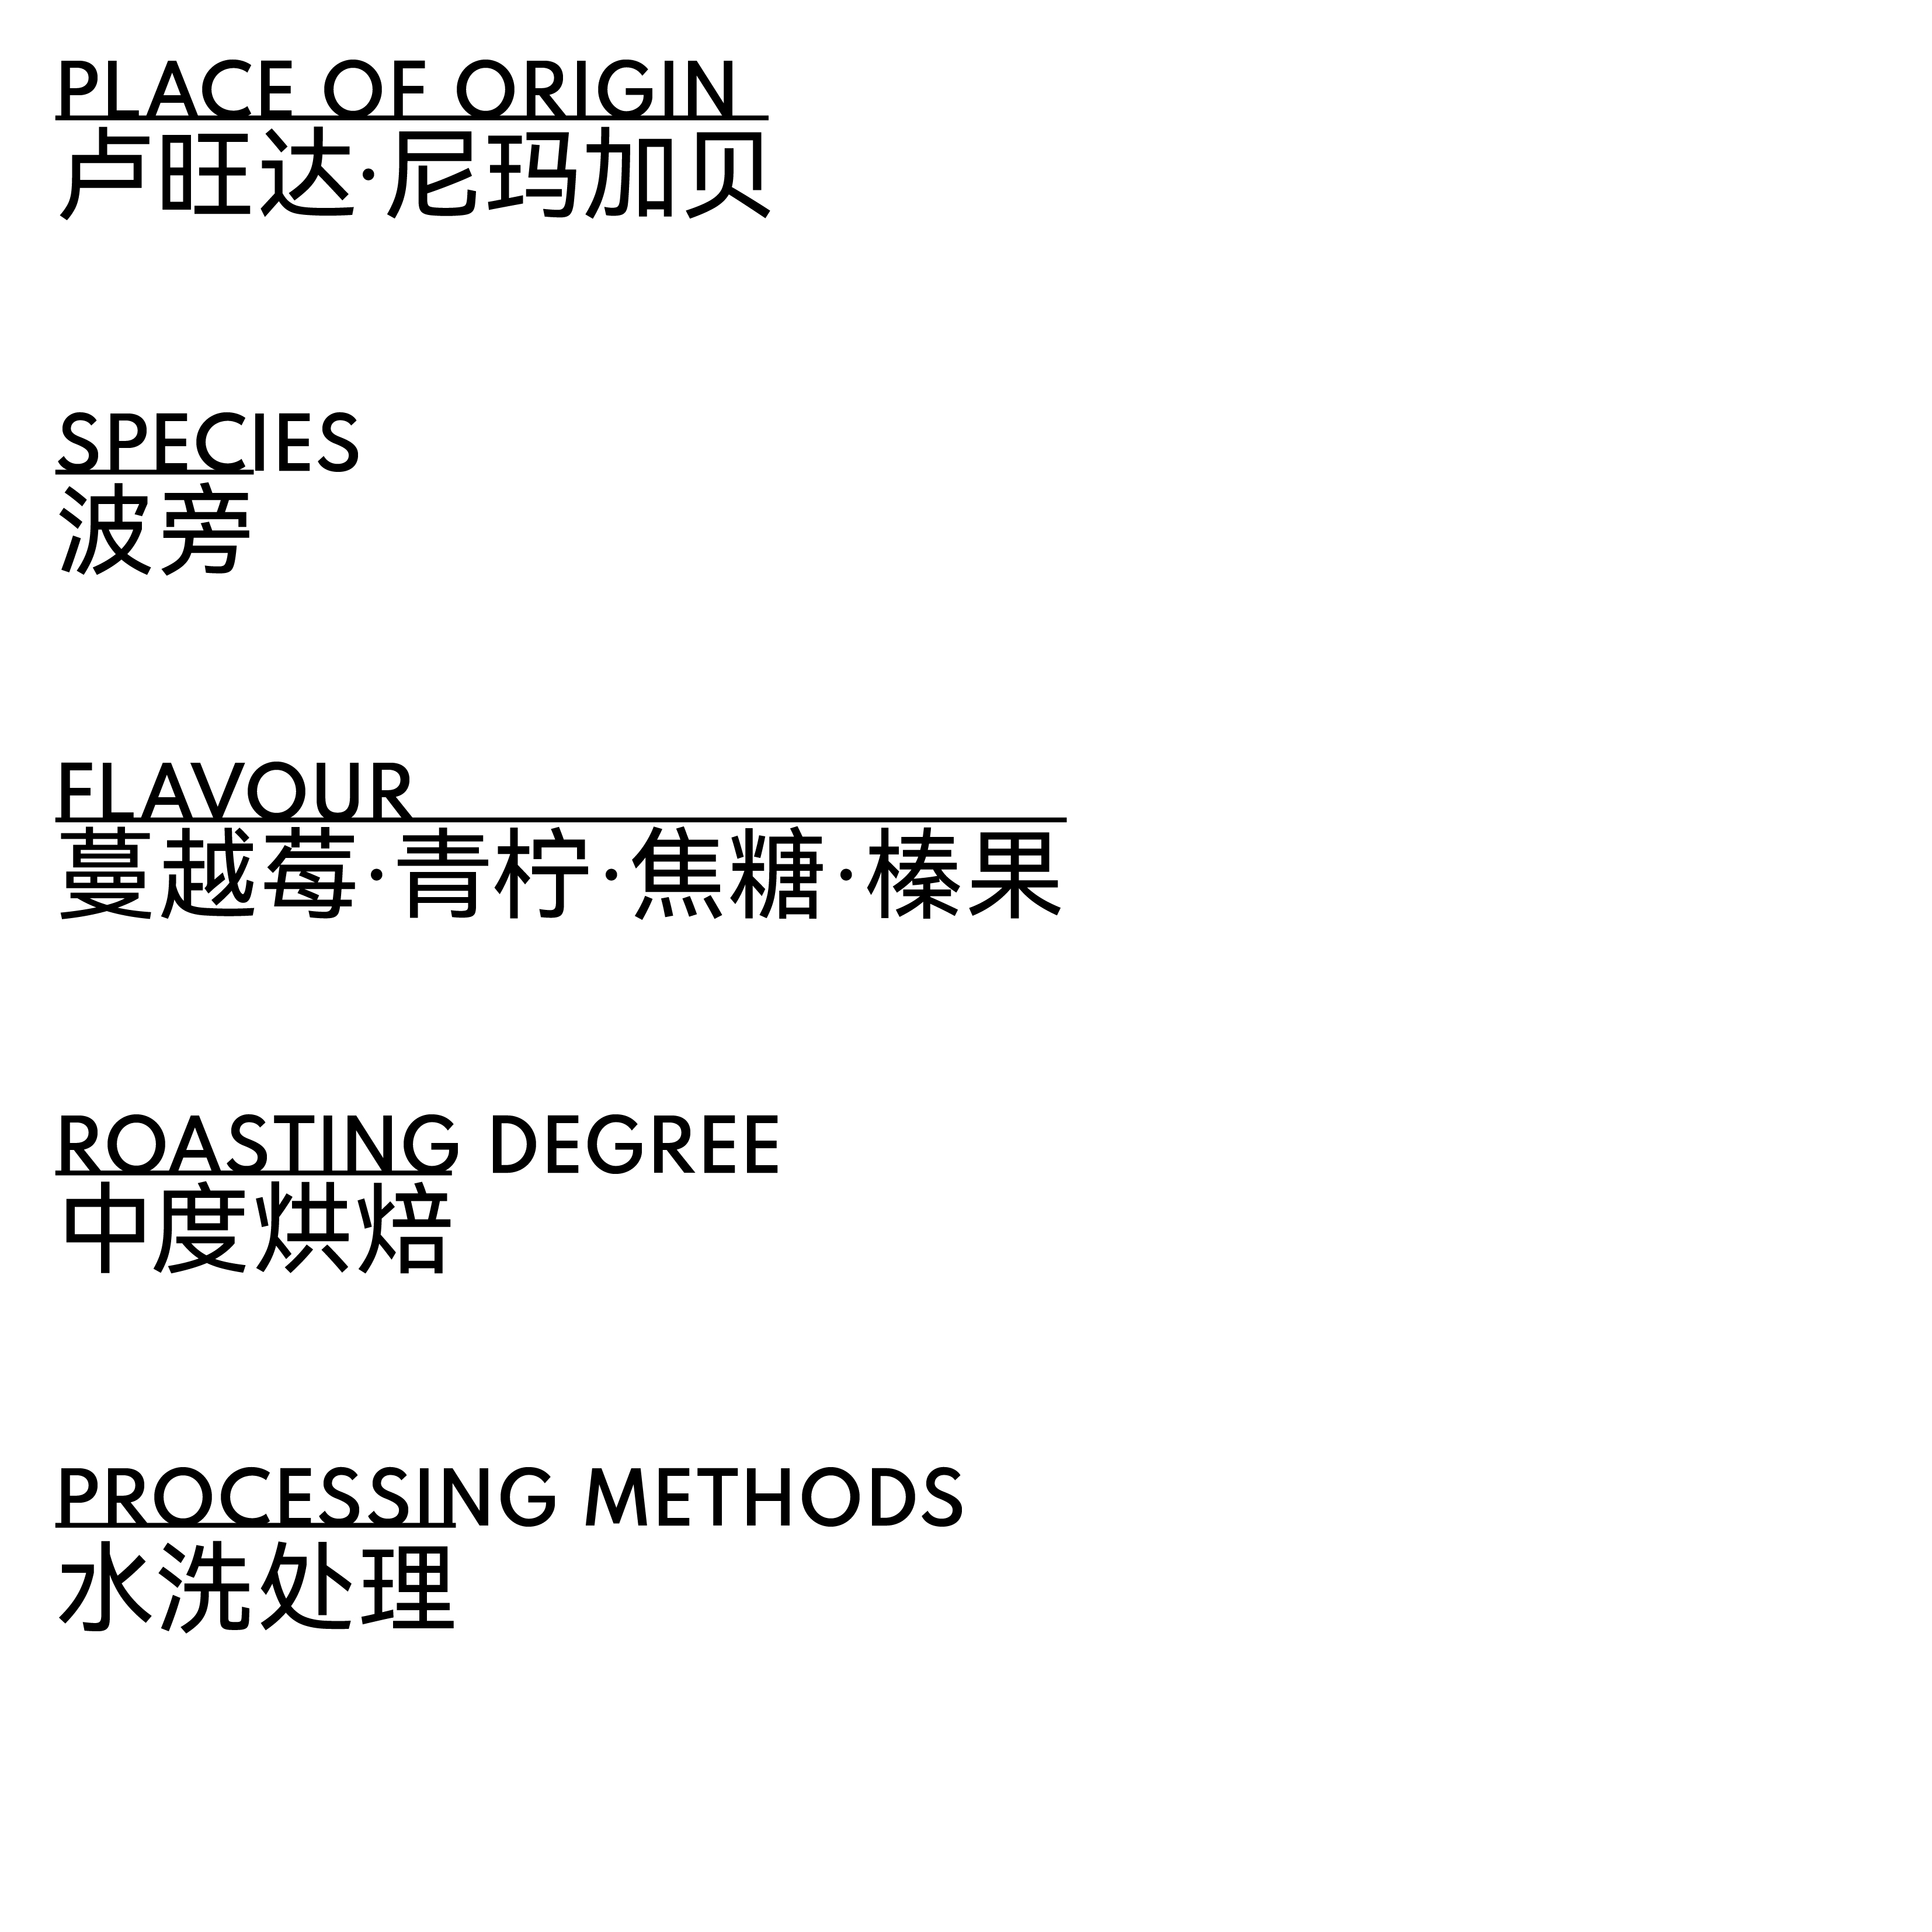 PLACE OF ORIGIN
卢旺达·尼玛加贝
SPECIES
波旁
FLAVOUR
蔓越莓·青柠·焦糖·榛果
ROASTING DEGREE
中度烘焙
PROCESSING METHODS
水洗处理